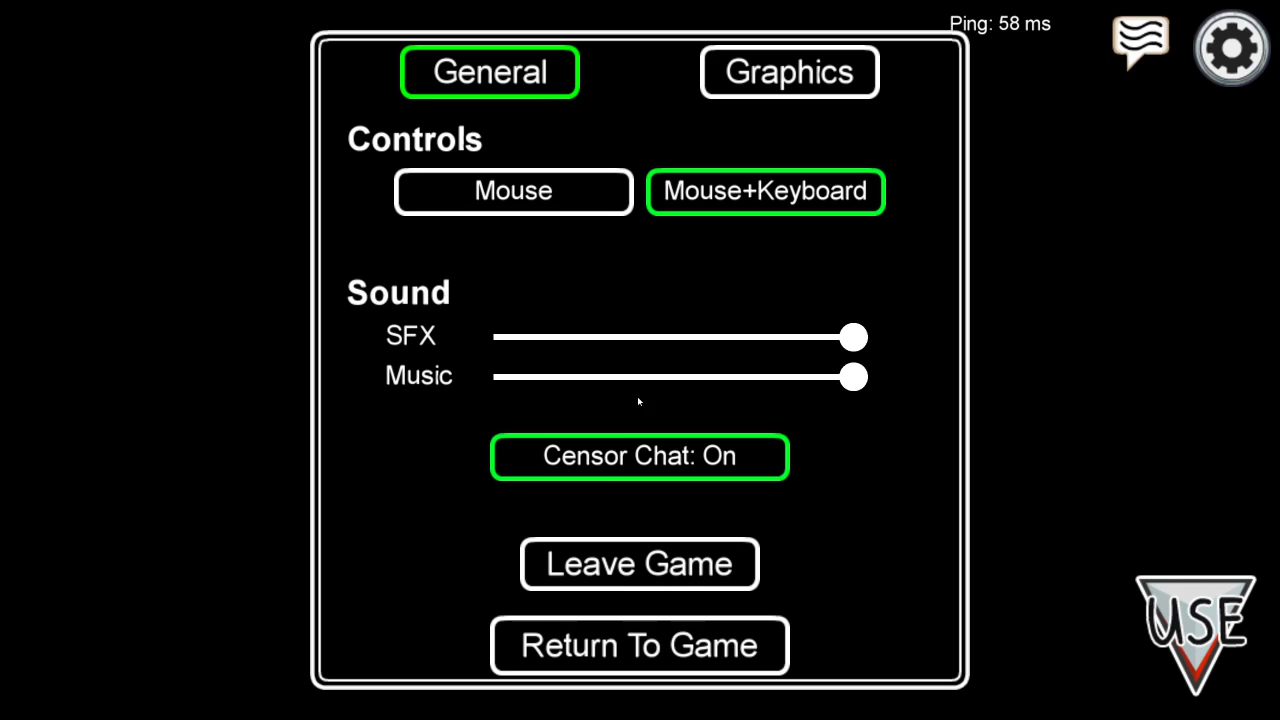 Ping: 58 ms
General
Graphics
Controls
Mouse
Mouse+Keyboard
Sound
SFX
Music
Censor Chat: On
Leave Game
Return To Game
USE